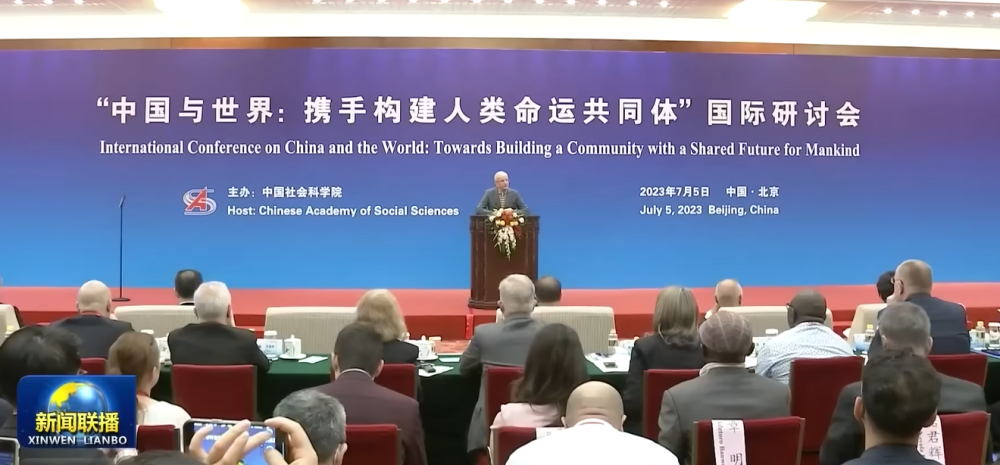 “中国与世界：携手构建人类命运共同体”国际研讨会
International Conference on China and the World: Towards Building a Community with a Shared Future for Mankind
主办：中国社会科学院
Host: Chinese Academy of Social Sciences
2023年7月5日 中国·北京
July 5, 2023 Beijing, China
新闻联播
XINWEN LIANBO
明
君辉